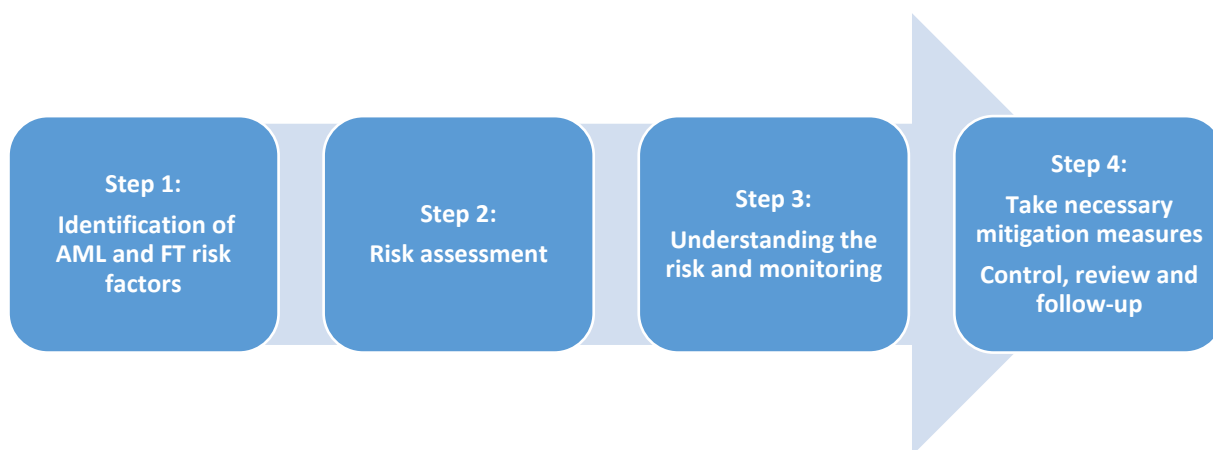 Step 1:
Identification of
AML and FT risk
factors
Step 2:
Risk assessment
Step 3:
Understanding the
risk and monitoring
Step 4:
Take necessary
mitigation measures
Control, review and
follow-up